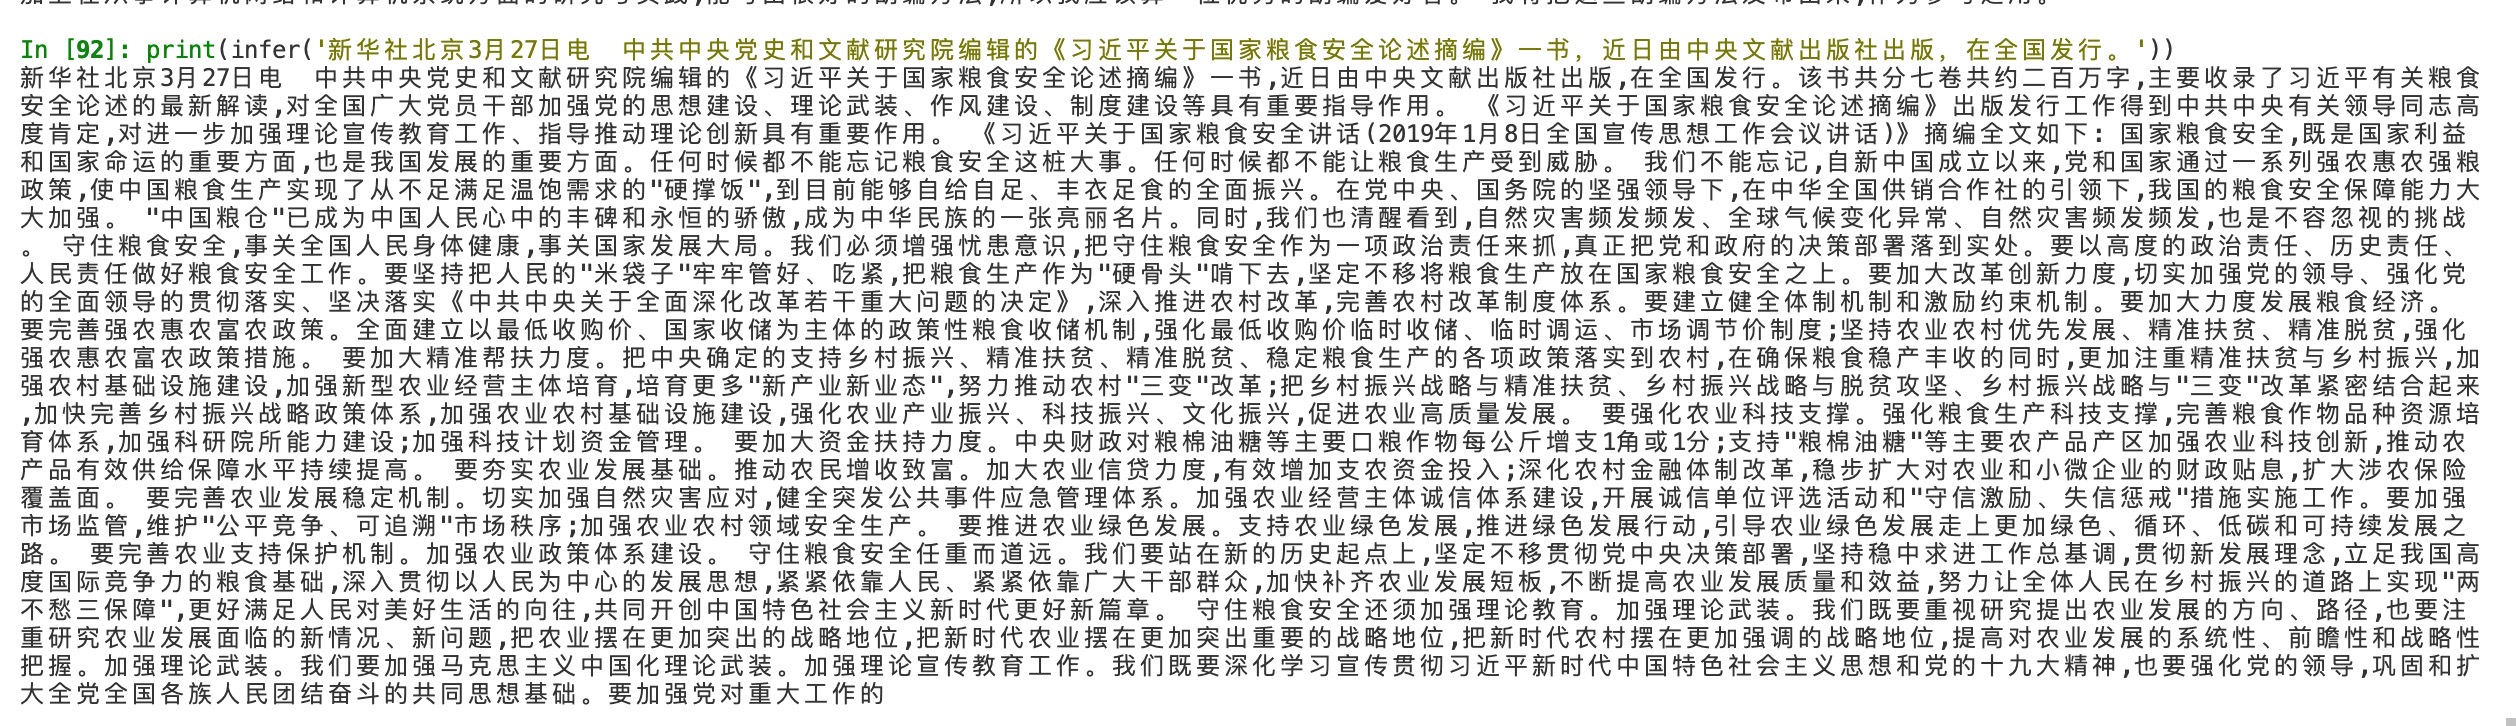 In [92]: print(infer('新华社北京3月27日电　中共中央党史和文献研究院编辑的《习近平关于国家粮食安全论述摘编》一书，近日由中央文献出版社出版，在全国发行。'))
新华社北京3月27日电　中共中央党史和文献研究院编辑的《习近平关于国家粮食安全论述摘编》一书,近日由中央文献出版社出版,在全国发行。该书共分七卷共约二百万字,主要收录了习近平有关粮食
安全论述的最新解读,对全国广大党员干部加强党的思想建设、理论武装、作风建设、制度建设等具有重要指导作用。 《习近平关于国家粮食安全论述摘编》出版发行工作得到中共中央有关领导同志高
度肯定,对进一步加强理论宣传教育工作、指导推动理论创新具有重要作用。 《习近平关于国家粮食安全讲话(2019年1月8日全国宣传思想工作会议讲话)》摘编全文如下: 国家粮食安全,既是国家利益
和国家命运的重要方面,也是我国发展的重要方面。任何时候都不能忘记粮食安全这桩大事。任何时候都不能让粮食生产受到威胁。 我们不能忘记,自新中国成立以来,党和国家通过一系列强农惠农强粮
政策,使中国粮食生产实现了从不足满足温饱需求的"硬撑饭",到目前能够自给自足、丰衣足食的全面振兴。在党中央、国务院的坚强领导下,在中华全国供销合作社的引领下,我国的粮食安全保障能力大
大加强。 "中国粮仓"已成为中国人民心中的丰碑和永恒的骄傲,成为中华民族的一张亮丽名片。同时,我们也清醒看到,自然灾害频发频发、全球气候变化异常、自然灾害频发频发,也是不容忽视的挑战
。 守住粮食安全,事关全国人民身体健康,事关国家发展大局。我们必须增强忧患意识,把守住粮食安全作为一项政治责任来抓,真正把党和政府的决策部署落到实处。要以高度的政治责任、历史责任、
人民责任做好粮食安全工作。要坚持把人民的"米袋子"牢牢管好、吃紧,把粮食生产作为"硬骨头"啃下去,坚定不移将粮食生产放在国家粮食安全之上。要加大改革创新力度,切实加强党的领导、强化党
的全面领导的贯彻落实、坚决落实《中共中央关于全面深化改革若干重大问题的决定》,深入推进农村改革,完善农村改革制度体系。要建立健全体制机制和激励约束机制。要加大力度发展粮食经济。
要完善强农惠农富农政策。全面建立以最低收购价、国家收储为主体的政策性粮食收储机制,强化最低收购价临时收储、临时调运、市场调节价制度;坚持农业农村优先发展、精准扶贫、精准脱贫,强化
强农惠农富农政策措施。 要加大精准帮扶力度。把中央确定的支持乡村振兴、精准扶贫、精准脱贫、稳定粮食生产的各项政策落实到农村,在确保粮食稳产丰收的同时,更加注重精准扶贫与乡村振兴,加
强农村基础设施建设,加强新型农业经营主体培育,培育更多"新产业新业态",努力推动农村"三变"改革;把乡村振兴战略与精准扶贫、乡村振兴战略与脱贫攻坚、乡村振兴战略与"三变"改革紧密结合起来
,加快完善乡村振兴战略政策体系,加强农业农村基础设施建设,强化农业产业振兴、科技振兴、文化振兴,促进农业高质量发展。 要强化农业科技支撑。强化粮食生产科技支撑,完善粮食作物品种资源培
育体系,加强科研院所能力建设;加强科技计划资金管理。 要加大资金扶持力度。中央财政对粮棉油糖等主要口粮作物每公斤增支1角或1分;支持"粮棉油糖"等主要农产品产区加强农业科技创新,推动农
产品有效供给保障水平持续提高。 要夯实农业发展基础。推动农民增收致富。加大农业信贷力度,有效增加支农资金投入;深化农村金融体制改革,稳步扩大对农业和小微企业的财政贴息,扩大涉农保险
覆盖面。 要完善农业发展稳定机制。切实加强自然灾害应对,健全突发公共事件应急管理体系。加强农业经营主体诚信体系建设,开展诚信单位评选活动和"守信激励、失信惩戒"措施实施工作。要加强
市场监管,维护"公平竞争、可追溯"市场秩序;加强农业农村领域安全生产。 要推进农业绿色发展。支持农业绿色发展,推进绿色发展行动,引导农业绿色发展走上更加绿色、循环、低碳和可持续发展之
路。 要完善农业支持保护机制。加强农业政策体系建设。 守住粮食安全任重而道远。我们要站在新的历史起点上,坚定不移贯彻党中央决策部署,坚持稳中求进工作总基调,贯彻新发展理念,立足我国高
度国际竞争力的粮食基础,深入贯彻以人民为中心的发展思想,紧紧依靠人民、紧紧依靠广大干部群众,加快补齐农业发展短板,不断提高农业发展质量和效益,努力让全体人民在乡村振兴的道路上实现"两
不愁三保障",更好满足人民对美好生活的向往,共同开创中国特色社会主义新时代更好新篇章。 守住粮食安全还须加强理论教育。加强理论武装。我们既要重视研究提出农业发展的方向、路径,也要注
重研究农业发展面临的新情况、新问题,把农业摆在更加突出的战略地位,把新时代农业摆在更加突出重要的战略地位,把新时代农村摆在更加强调的战略地位,提高对农业发展的系统性、前瞻性和战略性
把握。加强理论武装。我们要加强马克思主义中国化理论武装。加强理论宣传教育工作。我们既要深化学习宣传贯彻习近平新时代中国特色社会主义思想和党的十九大精神,也要强化党的领导,巩固和扩
大全党全国各族人民团结奋斗的共同思想基础。要加强党对重大工作的